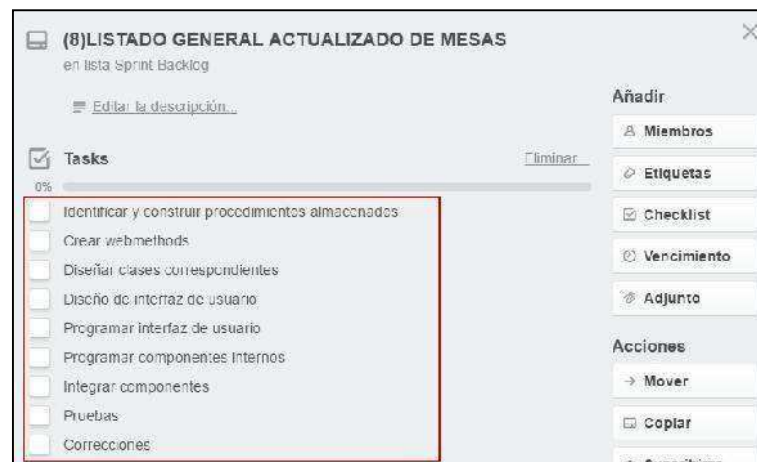 (8)LISTADO GENERAL ACTUALIZADO DE MESAS
en lista Sprint Backlog
Editar la descripción...
Tasks
Eliminar...
0%
Identificar y construir procedimientos almacenados
Crear webmethods
Diseñar clases correspondientes
Diseño de interfaz de usuario
Programar interfaz de usuario
Programar componentes internos
Integrar componentes
Pruebas
Correcciones
Añadir
Miembros
Etiquetas
Checklist
Vencimiento
Adjunto
Acciones
Mover
Copiar